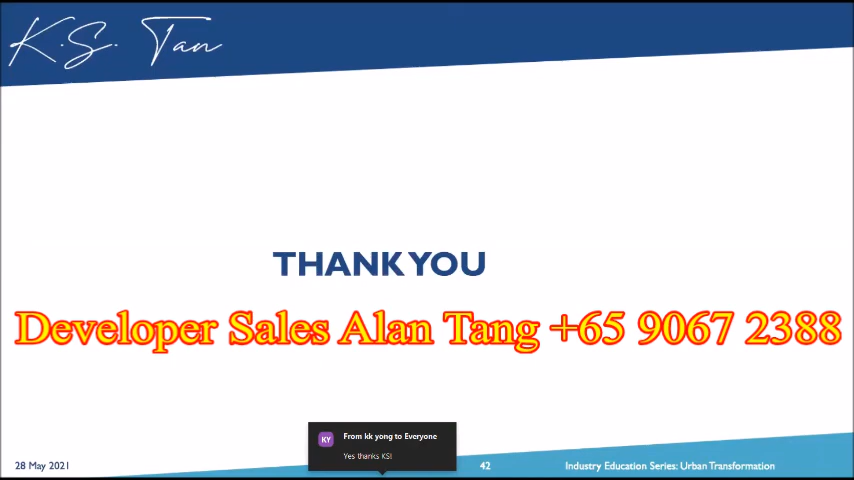 K.S. Tan
THANK YOU
Developer Sales Alan Tang +65 9067 2388
KY
From kk yong to Everyone
Yes thanks KS!
28 May 2021
42
Industry Education Series: Urban Transformation